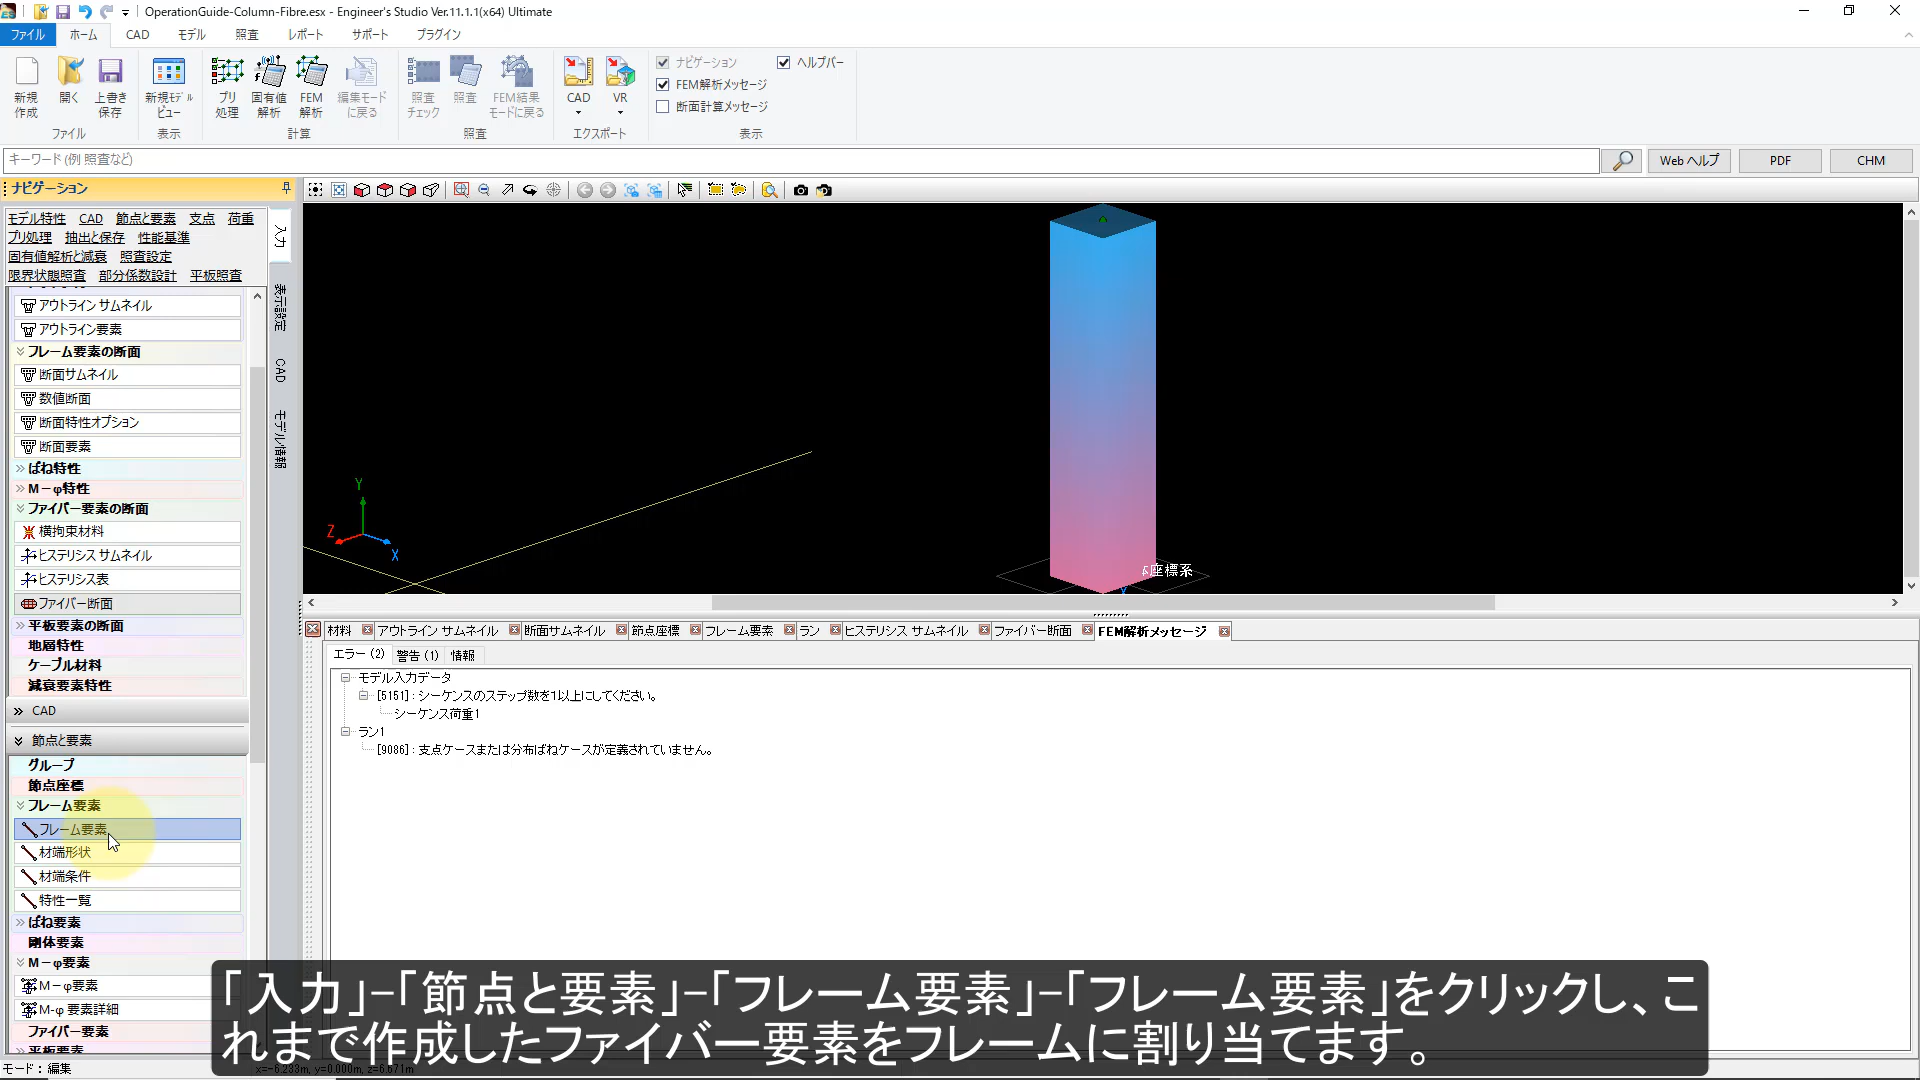 OperationGuide-Column-Fibre.esx - Engineer's Studio Ver.11.1.1(x64) Ultimate
ファイル ホーム CAD モデル 照査 レポート サポート プラグイン
新規作成 開く 上書き保存 新規モデルビュー プリ処理 固有値解析 FEM解析 編集モードに戻る 照査チェック 照査 FEM結果モードに戻る CAD VR
ナビゲーション ヘルプバー
FEM解析メッセージ
断面計算メッセージ
ファイル 表示 計算 照査 エクスポート 表示
キーワード (例 照査など) Web ヘルプ PDF CHM
ナビゲーション
モデル特性 CAD 節点と要素 支点 荷重
プリ処理 抽出と保存 性能基準
固有値解析と減衰 照査設定
限界状態照査 部分係数設計 平板照査
入力
表示設定
CAD
モデル情報
アウトライン サムネイル
アウトライン要素
フレーム要素の断面
断面サムネイル
数値断面
断面特性オプション
断面要素
ばね特性
M-φ特性
ファイバー要素の断面
横拘束材料
ヒステリシス サムネイル
ヒステリシス表
ファイバー断面
平板要素の断面
地層特性
ケーブル材料
減衰要素特性
CAD
節点と要素
グループ
節点座標
フレーム要素
フレーム要素
材端形状
材端条件
特性一覧
ばね要素
剛体要素
M-φ要素
M-φ要素
M-φ 要素詳細
ファイバー要素
平板要素
Y
Z
X
座標系
材料 アウトライン サムネイル 断面サムネイル 節点座標 フレーム要素 ラン ヒステリシス サムネイル ファイバー断面 FEM解析メッセージ
エラー (2) 警告 (1) 情報
モデル入力データ
[5151] : シーケンスのステップ数を1以上にしてください。
シーケンス荷重1
ラン1
[9086] : 支点ケースまたは分布ばねケースが定義されていません。
「入力」-「節点と要素」-「フレーム要素」-「フレーム要素」をクリックし、こ
れまで作成したファイバー要素をフレームに割り当てます。
モード : 編集